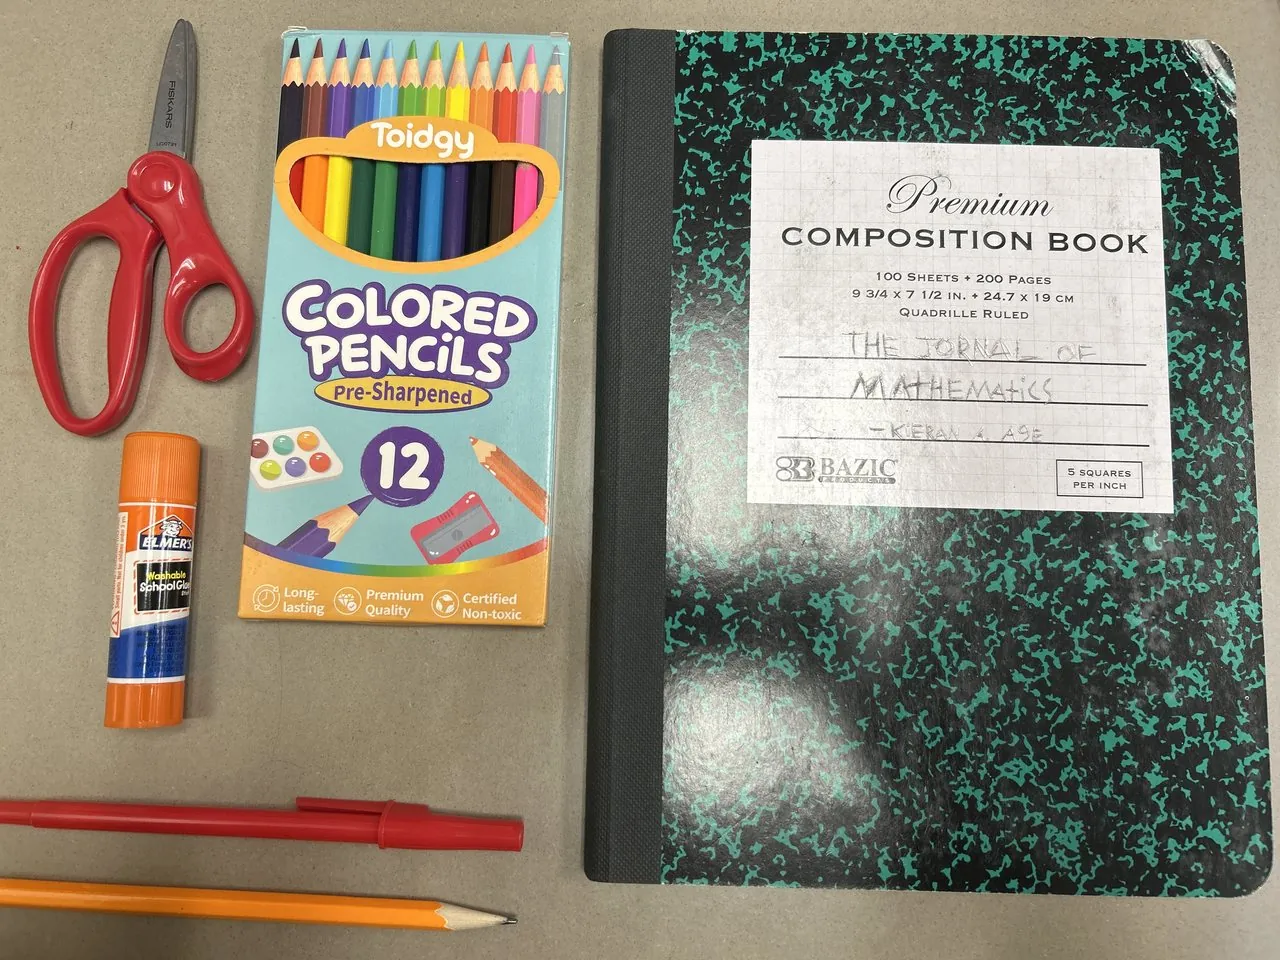 FISKARS
Toidgy
COLORED
PENCiLS
Pre-Sharpened
12
Long-
lasting
Premium
Quality
Certified
Non-toxic
ELMER'S
Washable
School Glue
Stick
Premium
COMPOSITION BOOK
100 SHEETS + 200 PAGES
9 3/4 X 7 1/2 IN. + 24.7 X 19 CM
QUADRILLE RULED
THE JORNAL OF
MATHEMATiCS
BAZIC
PRODUCTS
5 SQUARES
PER INCH